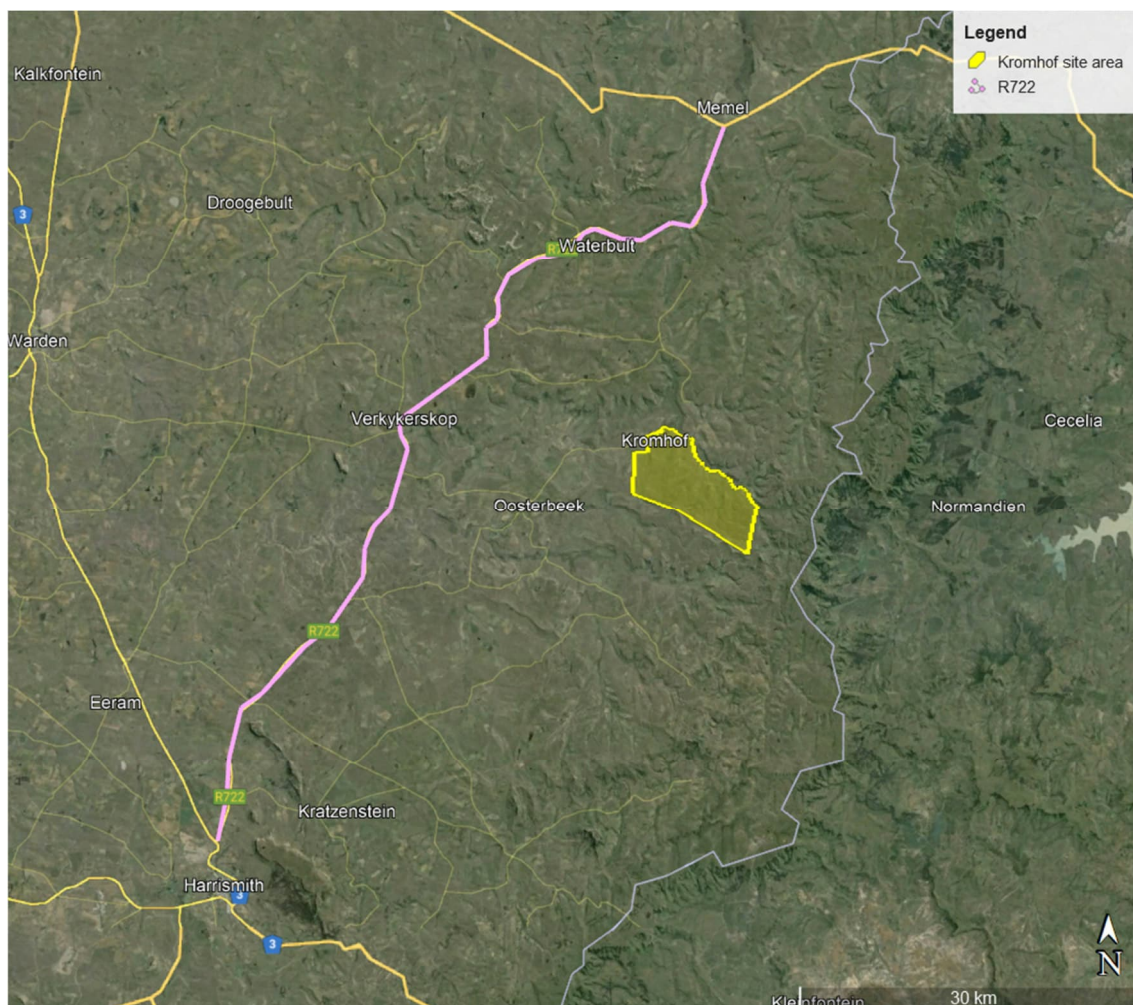 Legend
Kromhof site area
R722
Kalkfontein
Memel
Droogebult
3
Waterbult
Warden
Verkykerskop
Cecelia
Kromhof
Oosterbeek
Normandien
R722
Eeram
R722
Kratzenstein
Harrismith
3
3
N
Kleinfontein
30 km